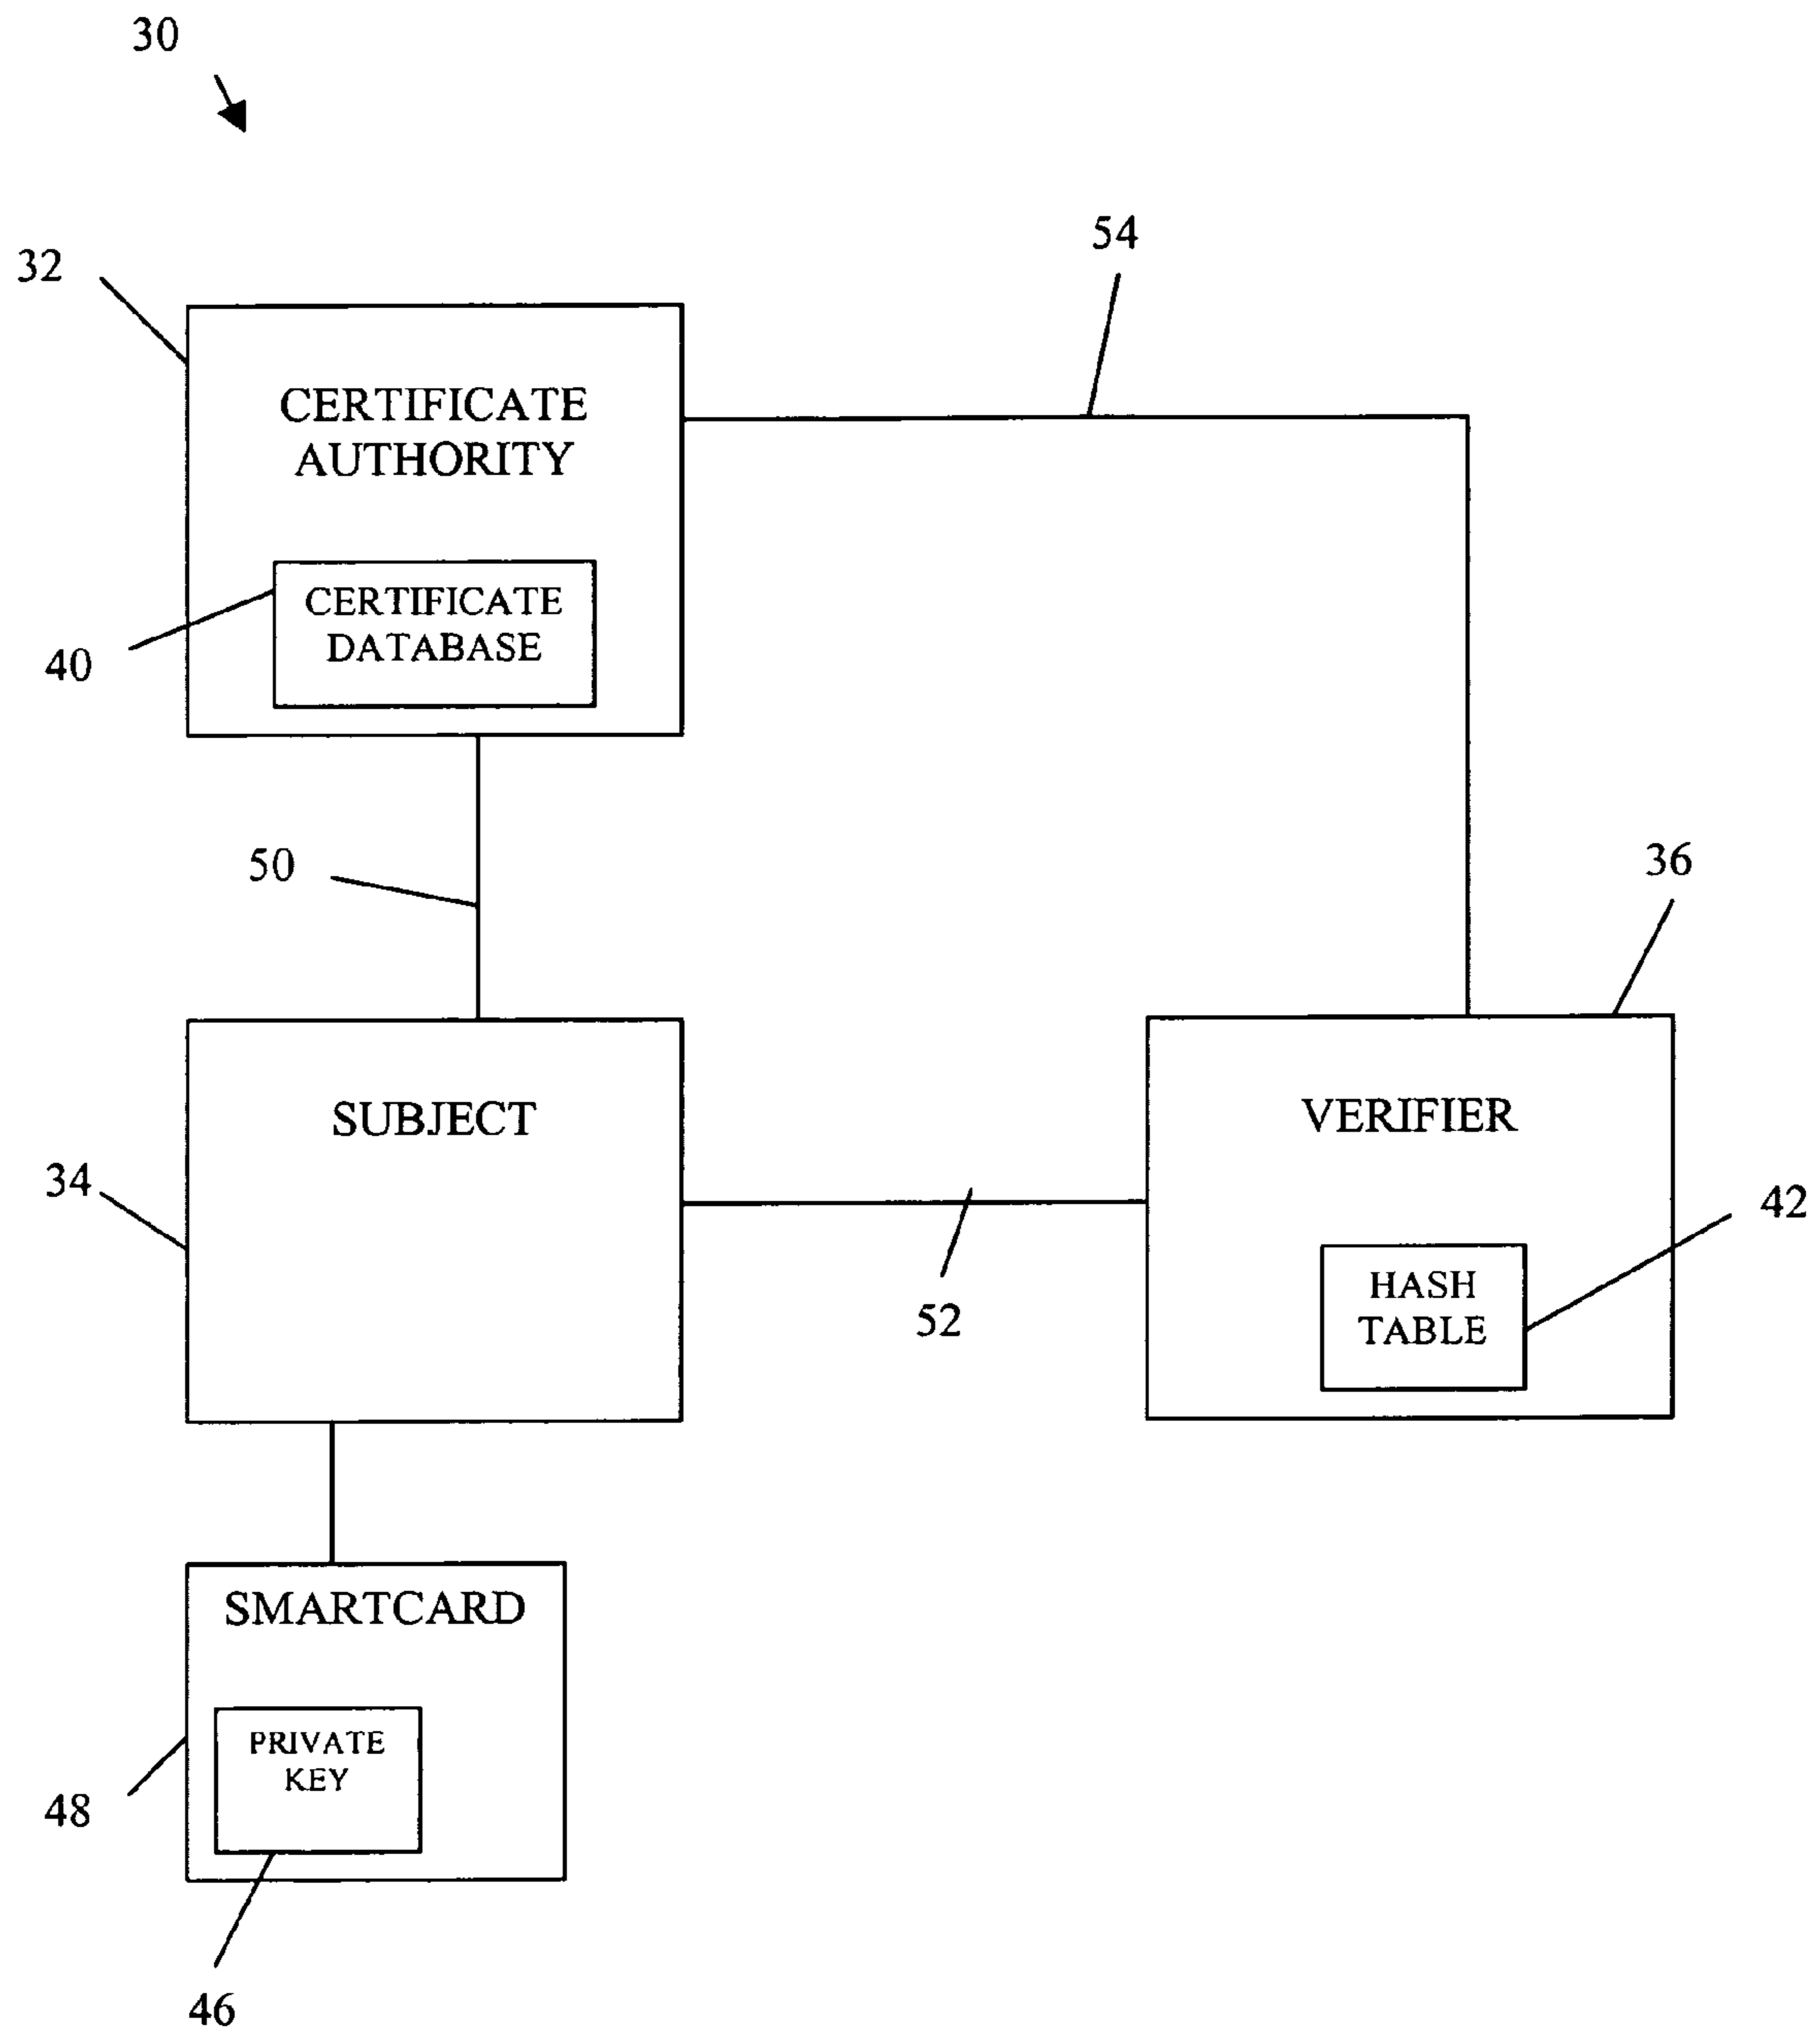 30
54
32
CERTIFICATE
AUTHORITY
CERTIFICATE
DATABASE
40
50
36
SUBJECT
VERIFIER
34
42
HASH
TABLE
52
SMARTCARD
PRIVATE
KEY
48
46